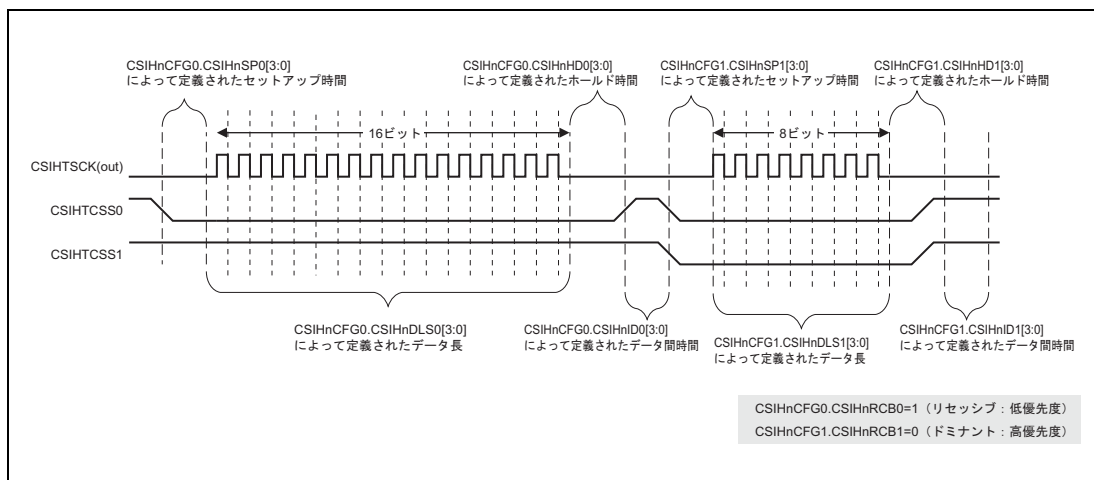 CSIHnCFG0.CSIHnSP0[3:0]
によって定義されたセットアップ時間
CSIHnCFG0.CSIHnHD0[3:0]
によって定義されたホールド時間
CSIHnCFG1.CSIHnSP1[3:0]
によって定義されたセットアップ時間
CSIHnCFG1.CSIHnHD1[3:0]
によって定義されたホールド時間
16ビット
8ビット
CSIHTSCK(out)
CSIHTCSS0
CSIHTCSS1
CSIHnCFG0.CSIHnDLS0[3:0]
によって定義されたデータ長
CSIHnCFG0.CSIHnID0[3:0]
によって定義されたデータ間時間
CSIHnCFG1.CSIHnDLS1[3:0]
によって定義されたデータ長
CSIHnCFG1.CSIHnID1[3:0]
によって定義されたデータ間時間
CSIHnCFG0.CSIHnRCB0=1（リセッシブ：低優先度）
CSIHnCFG1.CSIHnRCB1=0（ドミナント：高優先度）